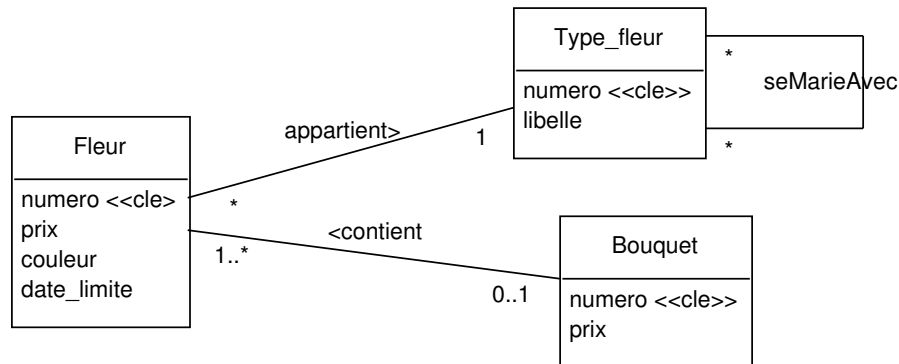 Type_fleur
*
numero <<cle>>
seMarieAvec
libelle
appartient>
1
*
Fleur
numero <<cle>
*
prix
<contient
couleur
1..*
Bouquet
date_limite
0..1
numero <<cle>>
prix